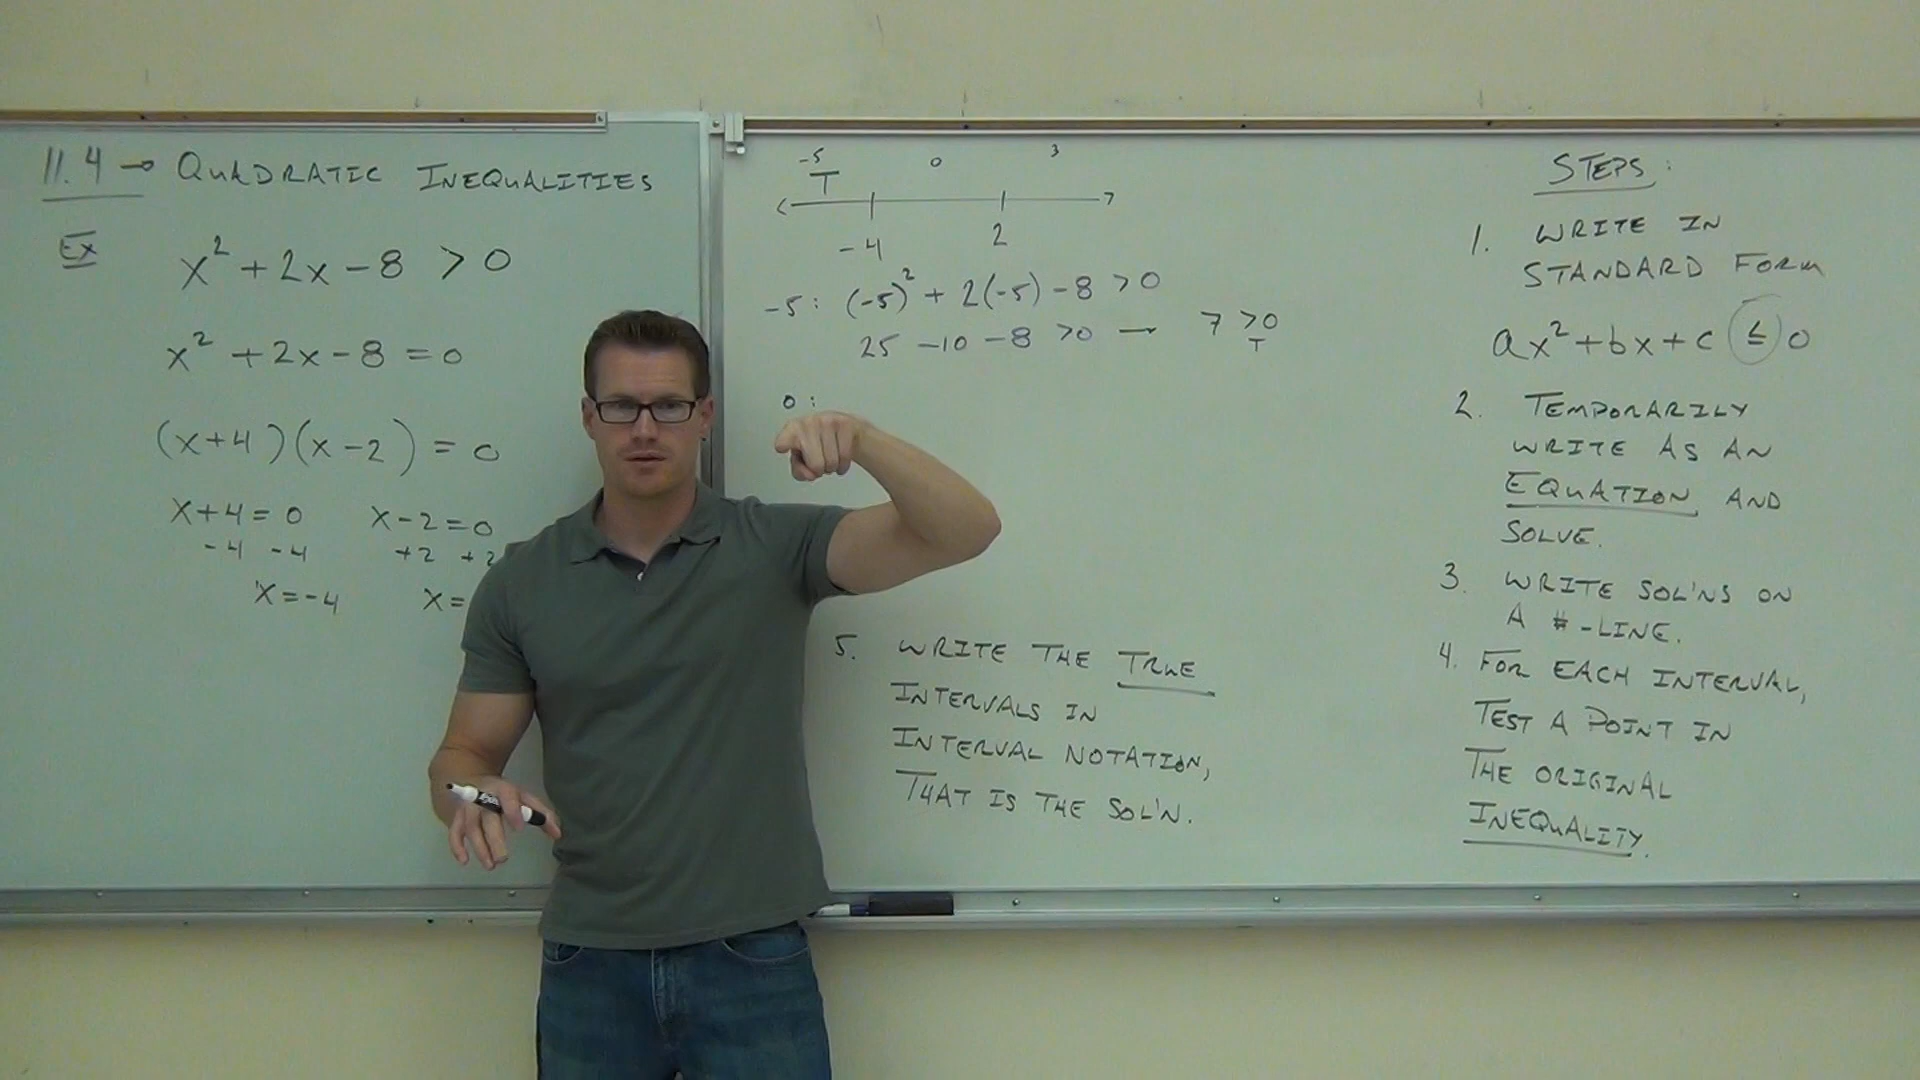 11.4 → QUADRATIC INEQUALITIES
Ex x² + 2x - 8 > 0
x² + 2x - 8 = 0
(x+4)(x-2) = 0
x+4 = 0 x-2 = 0
-4 -4 +2 +2
x = -4 x =
-5 0 3
T
-4 2
-5: (-5)² + 2(-5) - 8 > 0
25 - 10 - 8 > 0 → 7 > 0
T
0:
5. WRITE THE TRUE
INTERVALS IN
INTERVAL NOTATION,
THAT IS THE SOL'N.
STEPS:
1. WRITE IN
STANDARD FORM
ax² + bx + c ≤ 0
2. TEMPORARILY
WRITE AS AN
EQUATION AND
SOLVE.
3. WRITE SOL'NS ON
A #-LINE.
4. FOR EACH INTERVAL,
TEST A POINT IN
THE ORIGINAL
INEQUALITY.